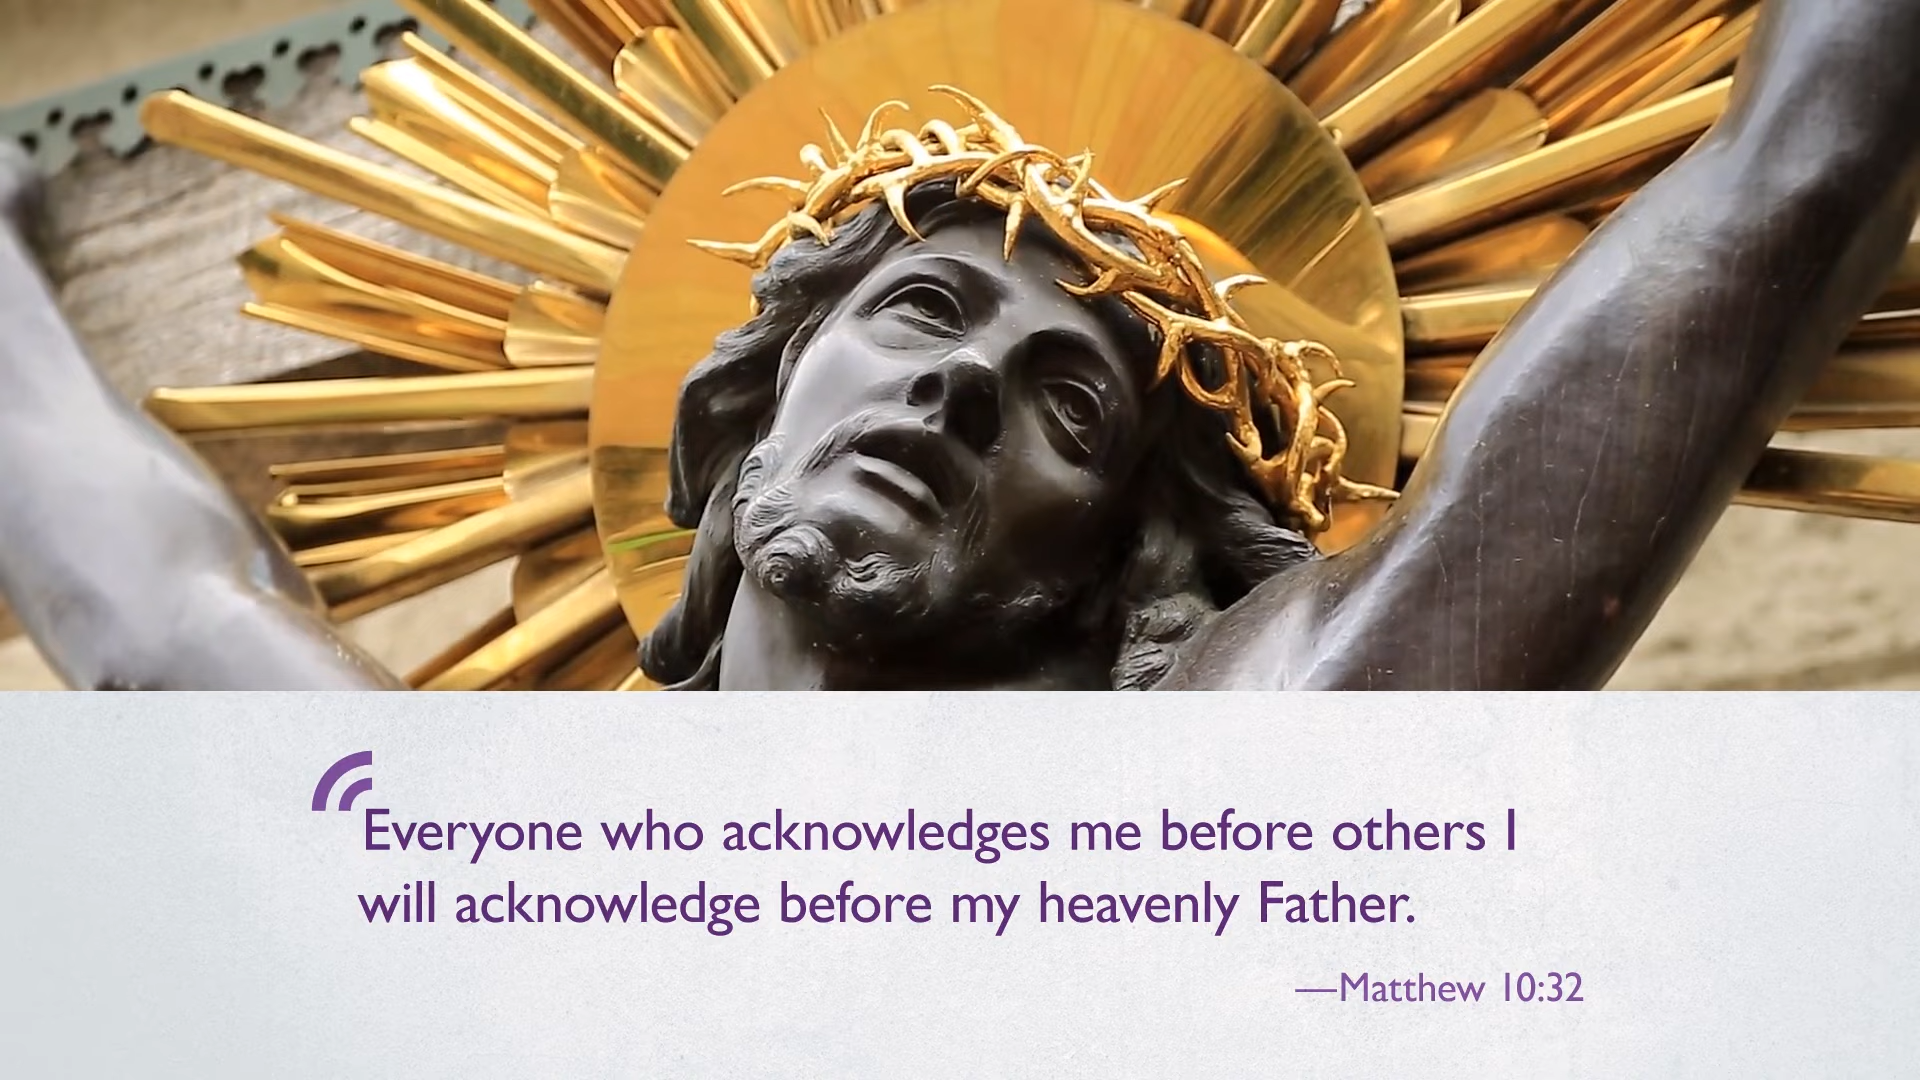 Everyone who acknowledges me before others I
will acknowledge before my heavenly Father.
—Matthew 10:32